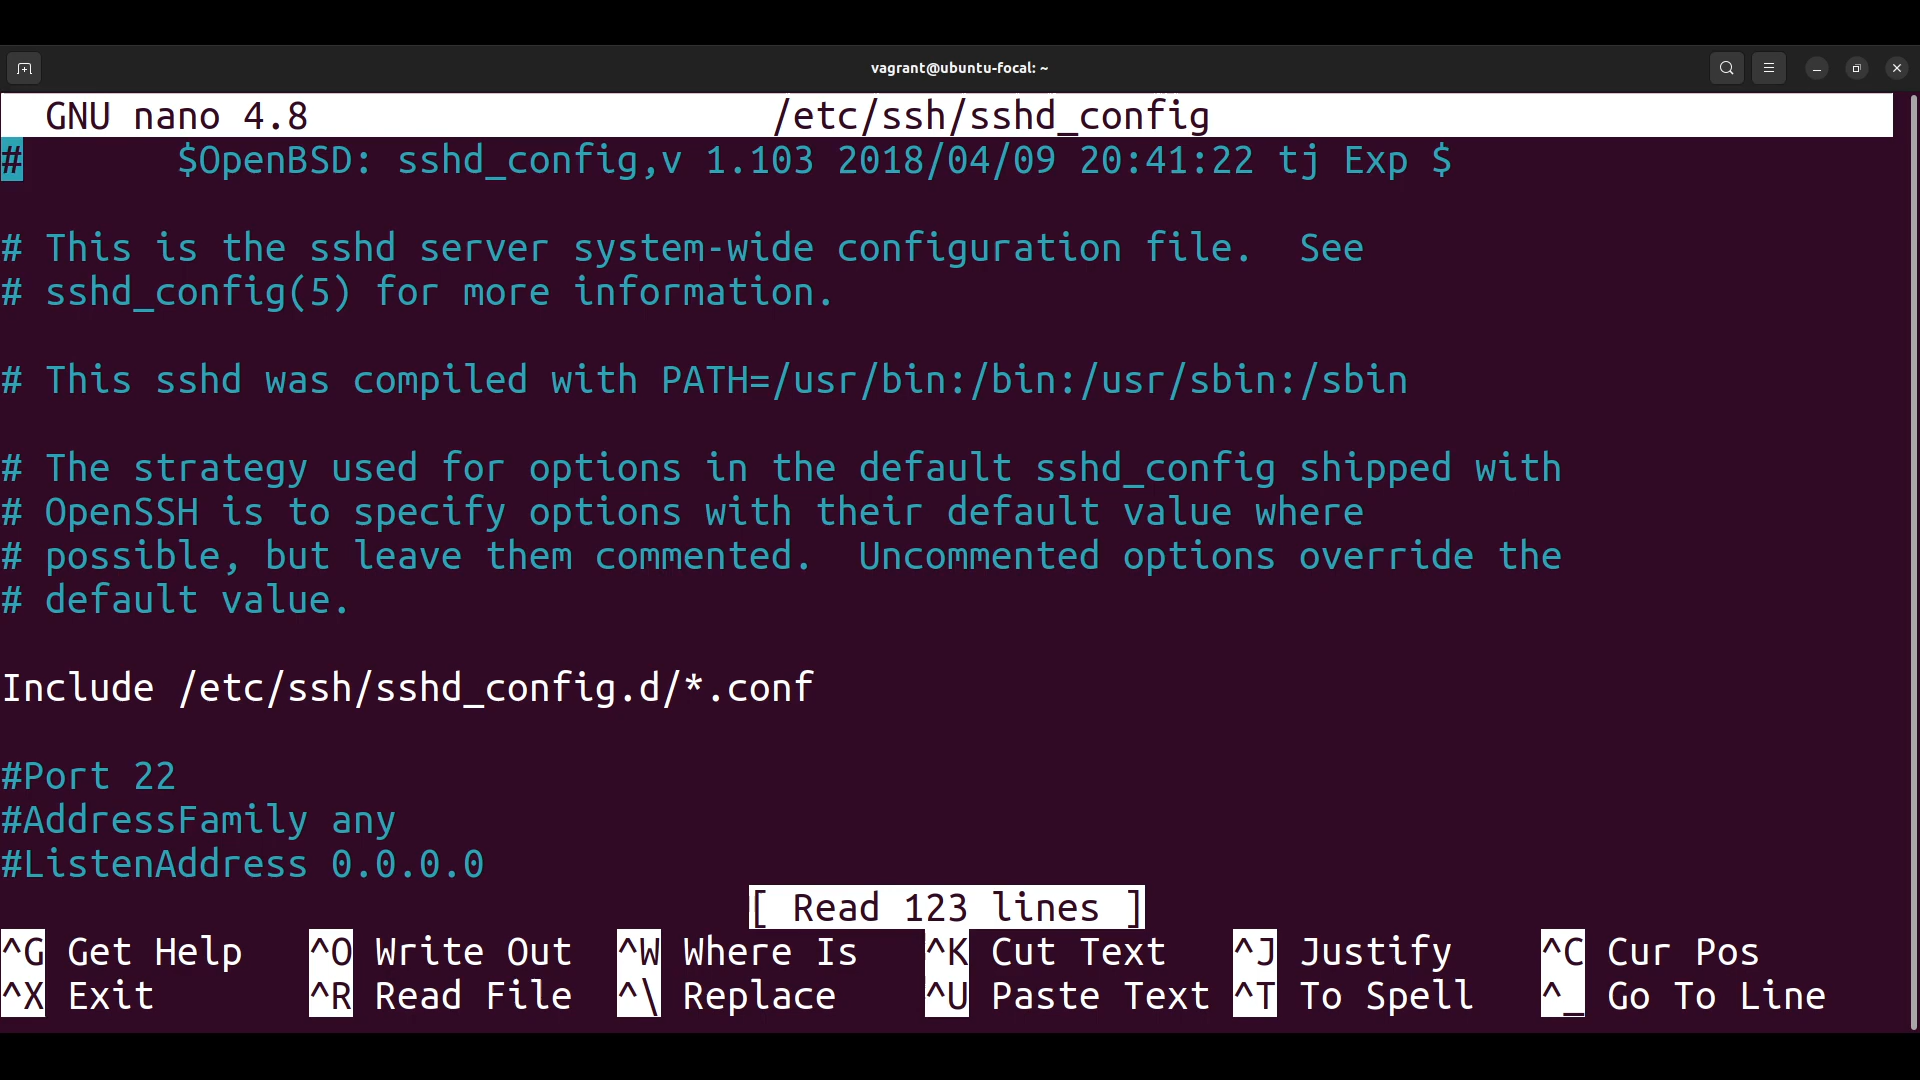 vagrant@ubuntu-focal: ~
GNU nano 4.8 /etc/ssh/sshd_config
# $OpenBSD: sshd_config,v 1.103 2018/04/09 20:41:22 tj Exp $
# This is the sshd server system-wide configuration file.  See
# sshd_config(5) for more information.
# This sshd was compiled with PATH=/usr/bin:/bin:/usr/sbin:/sbin
# The strategy used for options in the default sshd_config shipped with
# OpenSSH is to specify options with their default value where
# possible, but leave them commented.  Uncommented options override the
# default value.
Include /etc/ssh/sshd_config.d/*.conf
#Port 22
#AddressFamily any
#ListenAddress 0.0.0.0
[ Read 123 lines ]
^G Get Help ^O Write Out ^W Where Is ^K Cut Text ^J Justify ^C Cur Pos
^X Exit ^R Read File ^\ Replace ^U Paste Text ^T To Spell ^_ Go To Line